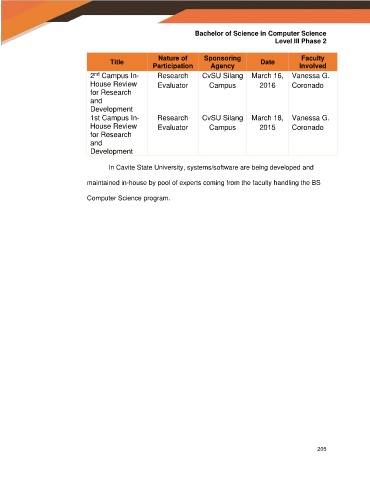 Bachelor of Science in Computer Science
Level III Phase 2
Title Nature of Participation Sponsoring Agency Date Faculty Involved
2nd Campus In- Research CvSU Silang March 16, Vanessa G.
House Review Evaluator Campus 2016 Coronado
for Research
and
Development
1st Campus In- Research CvSU Silang March 18, Vanessa G.
House Review Evaluator Campus 2015 Coronado
for Research
and
Development
In Cavite State University, systems/software are being developed and
maintained in-house by pool of experts coming from the faculty handling the BS
Computer Science program.
205